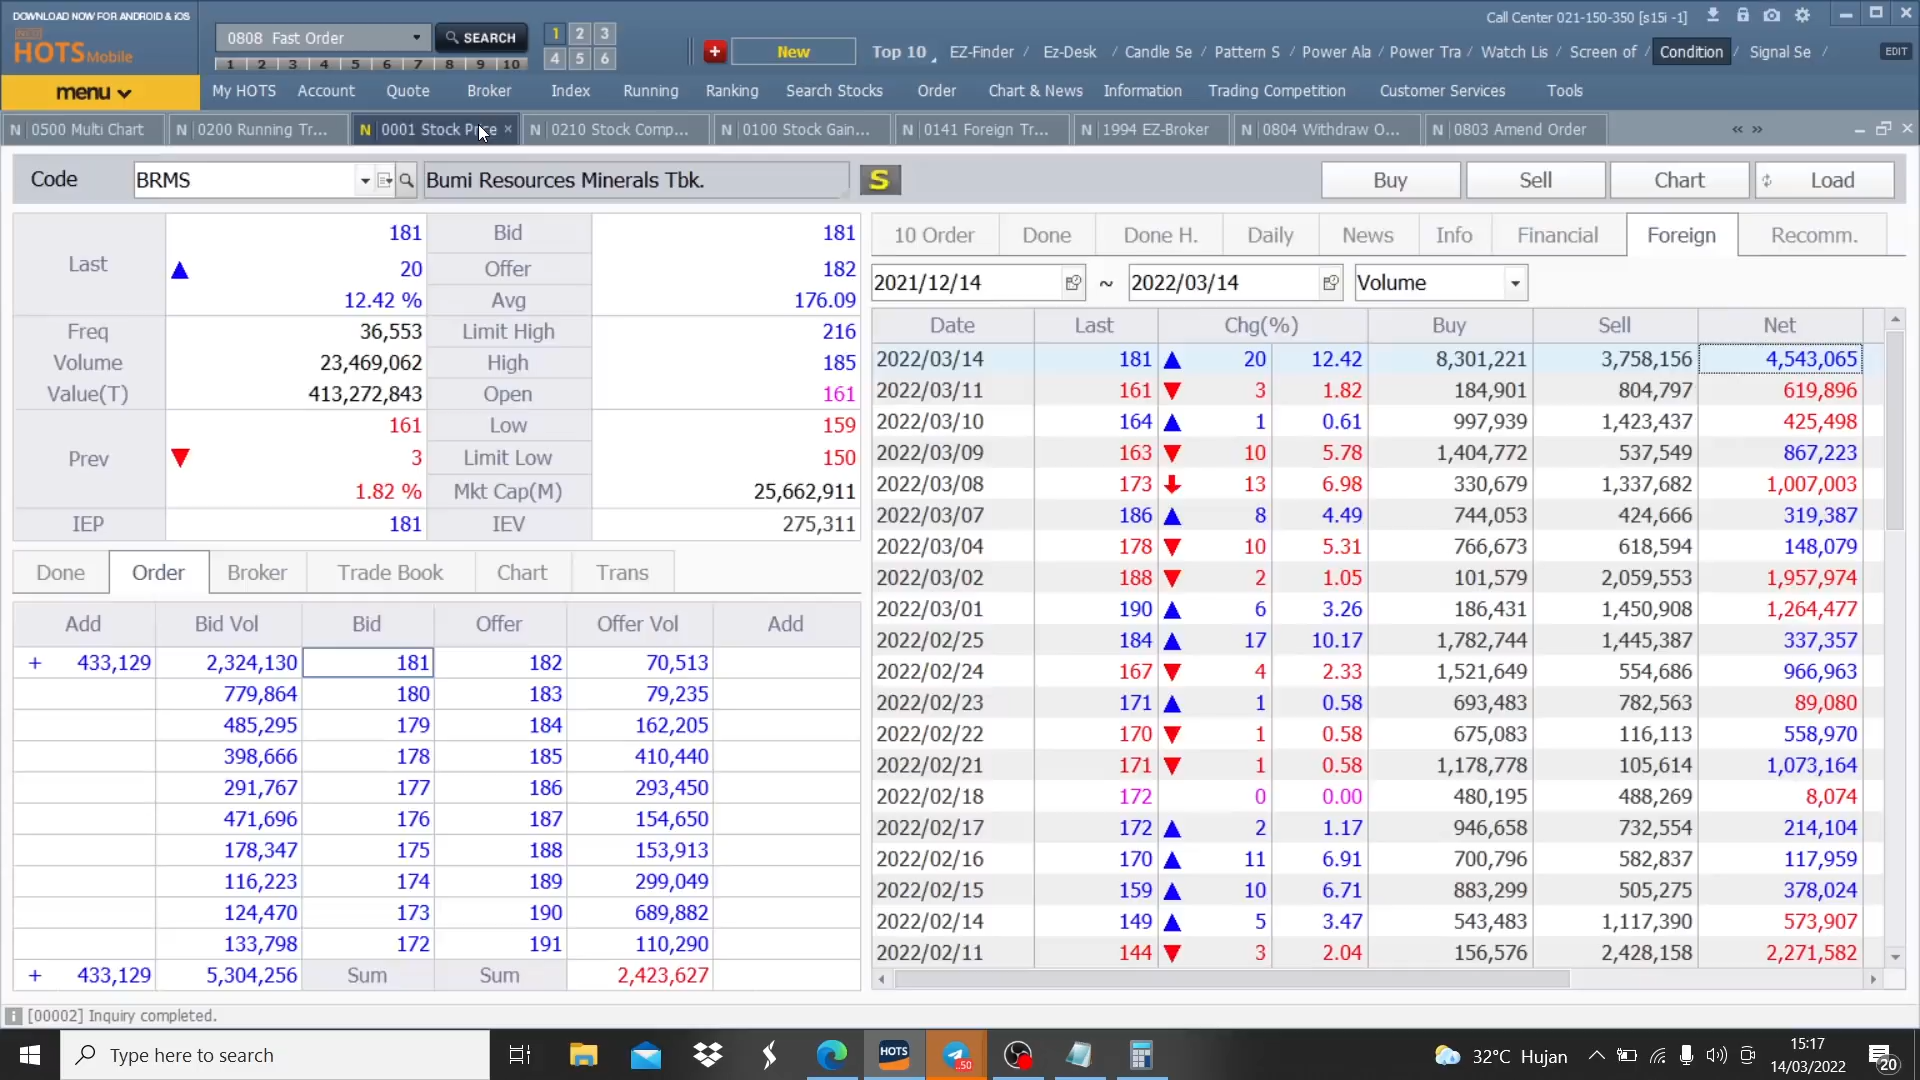 DOWNLOAD NOW FOR ANDROID & iOS
HOTS Mobile
menu
0808 Fast Order
SEARCH
1 2 3 4 5 6 7 8 9 10
1 2 3
4 5 6
Call Center 021-150-350 [s15i -1]
New
Top 10
EZ-Finder / Ez-Desk / Candle Se / Pattern S / Power Ala / Power Tra / Watch Lis / Screen of / Condition / Signal Se /
EDIT
My HOTS Account Quote Broker Index Running Ranking Search Stocks Order Chart & News Information Trading Competition Customer Services Tools
N 0500 Multi Chart N 0200 Running Tr... N 0001 Stock Price × N 0210 Stock Comp... N 0100 Stock Gain... N 0141 Foreign Tr... N 1994 EZ-Broker N 0804 Withdraw O... N 0803 Amend Order
Code BRMS Bumi Resources Minerals Tbk. S Buy Sell Chart Load
Last ▲ 181 Bid 181
20 Offer 182
12.42 % Avg 176.09
Freq 36,553 Limit High 216
Volume 23,469,062 High 185
Value(T) 413,272,843 Open 161
Prev ▼ 161 Low 159
3 Limit Low 150
1.82 % Mkt Cap(M) 25,662,911
IEP 181 IEV 275,311
Done Order Broker Trade Book Chart Trans
Add Bid Vol Bid Offer Offer Vol Add
+ 433,129 2,324,130 181 182 70,513
779,864 180 183 79,235
485,295 179 184 162,205
398,666 178 185 410,440
291,767 177 186 293,450
471,696 176 187 154,650
178,347 175 188 153,913
116,223 174 189 299,049
124,470 173 190 689,882
133,798 172 191 110,290
+ 433,129 5,304,256 Sum Sum 2,423,627
10 Order Done Done H. Daily News Info Financial Foreign Recomm.
2021/12/14 ~ 2022/03/14 Volume
Date Last Chg(%) Buy Sell Net
2022/03/14 181 ▲ 20 12.42 8,301,221 3,758,156 4,543,065
2022/03/11 161 ▼ 3 1.82 184,901 804,797 619,896
2022/03/10 164 ▲ 1 0.61 997,939 1,423,437 425,498
2022/03/09 163 ▼ 10 5.78 1,404,772 537,549 867,223
2022/03/08 173 ⬇ 13 6.98 330,679 1,337,682 1,007,003
2022/03/07 186 ▲ 8 4.49 744,053 424,666 319,387
2022/03/04 178 ▼ 10 5.31 766,673 618,594 148,079
2022/03/02 188 ▼ 2 1.05 101,579 2,059,553 1,957,974
2022/03/01 190 ▲ 6 3.26 186,431 1,450,908 1,264,477
2022/02/25 184 ▲ 17 10.17 1,782,744 1,445,387 337,357
2022/02/24 167 ▼ 4 2.33 1,521,649 554,686 966,963
2022/02/23 171 ▲ 1 0.58 693,483 782,563 89,080
2022/02/22 170 ▼ 1 0.58 675,083 116,113 558,970
2022/02/21 171 ▼ 1 0.58 1,178,778 105,614 1,073,164
2022/02/18 172 0 0.00 480,195 488,269 8,074
2022/02/17 172 ▲ 2 1.17 946,658 732,554 214,104
2022/02/16 170 ▲ 11 6.91 700,796 582,837 117,959
2022/02/15 159 ▲ 10 6.71 883,299 505,275 378,024
2022/02/14 149 ▲ 5 3.47 543,483 1,117,390 573,907
2022/02/11 144 ▼ 3 2.04 156,576 2,428,158 2,271,582
[00002] Inquiry completed.
Type here to search
HOTS
..50
32°C Hujan
15:17
14/03/2022
20